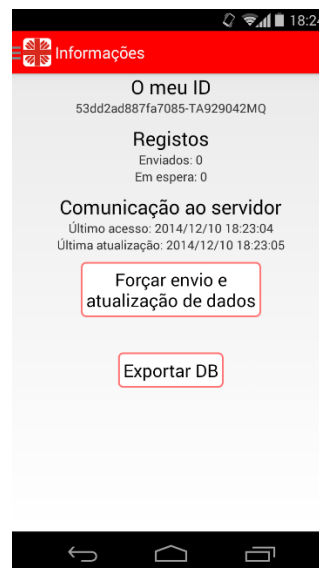 18:24
Informações
O meu ID
53dd2ad887fa7085-TA929042MQ
Registos
Enviados: 0
Em espera: 0
Comunicação ao servidor
Último acesso: 2014/12/10 18:23:04
Última atualização: 2014/12/10 18:23:05
Forçar envio e
atualização de dados
Exportar DB